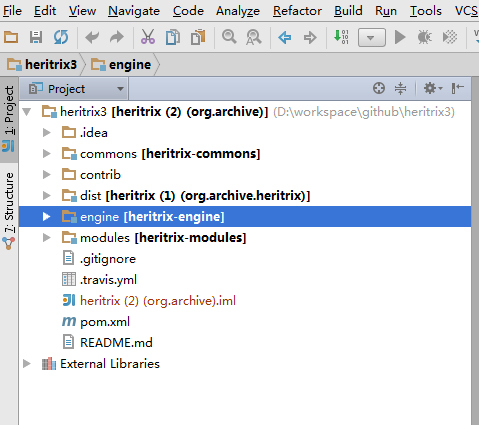 File Edit View Navigate Code Analyze Refactor Build Run Tools VCS
heritrix3 engine
Project
heritrix3 [heritrix (2) (org.archive)] (D:\workspace\github\heritrix3)
.idea
commons [heritrix-commons]
contrib
dist [heritrix (1) (org.archive.heritrix)]
engine [heritrix-engine]
modules [heritrix-modules]
.gitignore
.travis.yml
heritrix (2) (org.archive).iml
pom.xml
README.md
External Libraries
1: Project
7: Structure